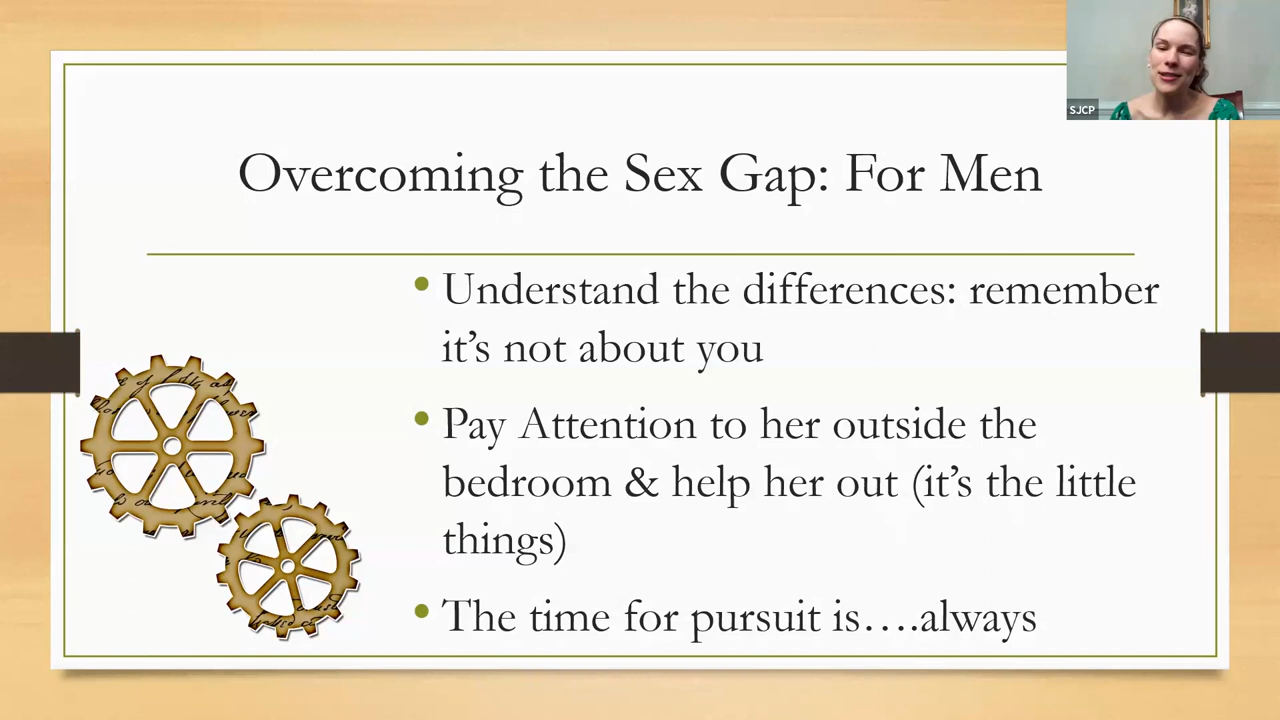 SJCP
Overcoming the Sex Gap: For Men
• Understand the differences: remember
it’s not about you
• Pay Attention to her outside the
bedroom & help her out (it’s the little
things)
• The time for pursuit is….always